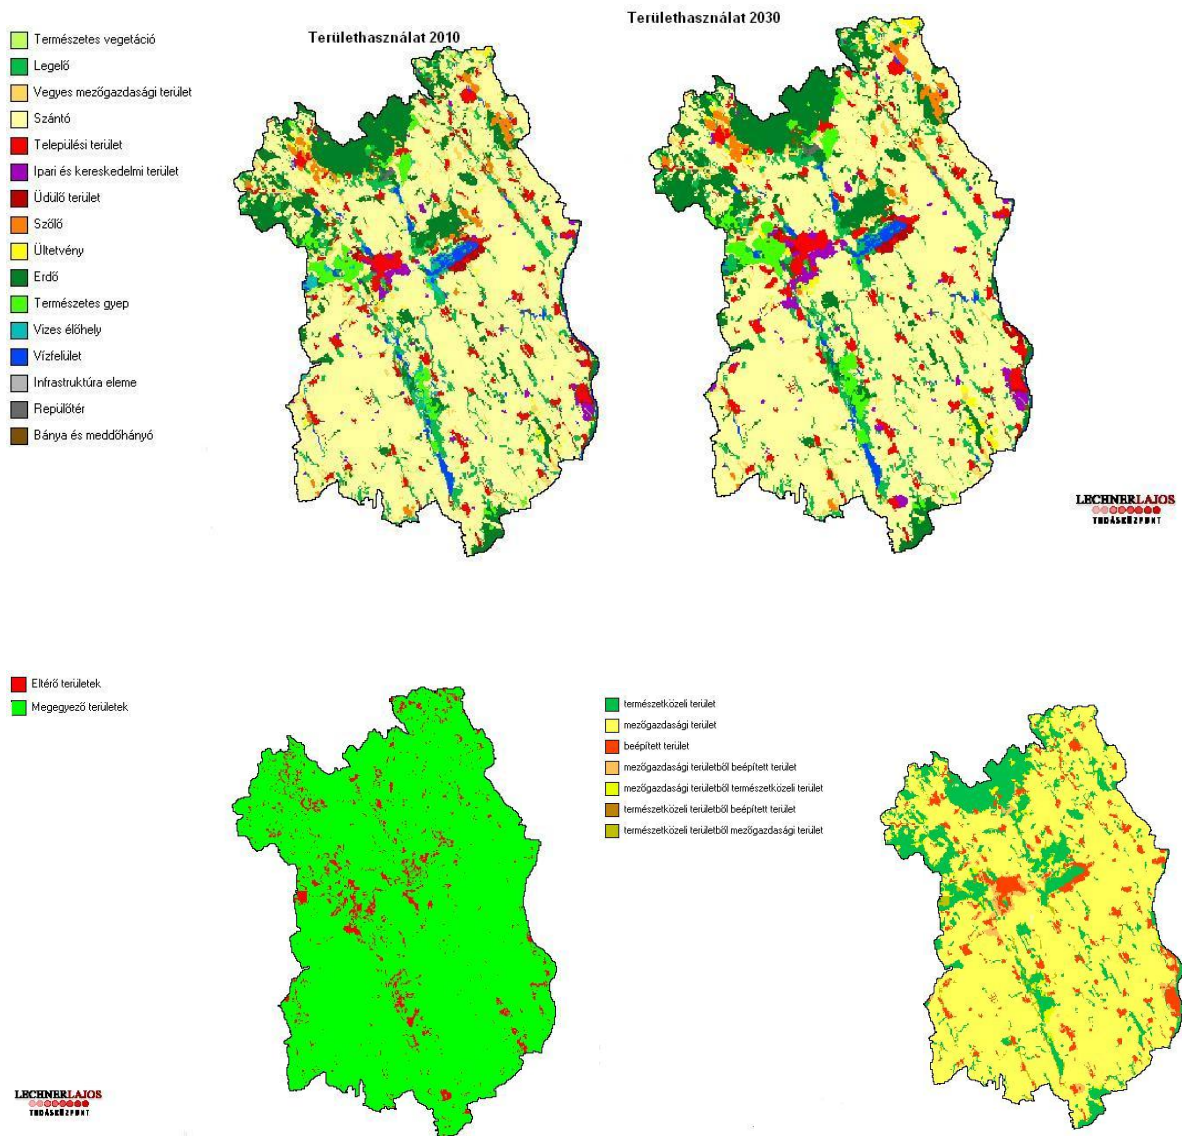 Területhasználat 2010
Területhasználat 2030
Természetes vegetáció
Legelő
Vegyes mezőgazdasági terület
Szántó
Települési terület
Ipari és kereskedelmi terület
Üdülő terület
Szőlő
Ültetvény
Erdő
Természetes gyep
Vizes élőhely
Vízfelület
Infrastruktúra eleme
Repülőtér
Bánya és meddőhányó
LECHNERLAJOS
TUDÁSKÖZPONT
Eltérő területek
Megegyező területek
természetközeli terület
mezőgazdasági terület
beépített terület
mezőgazdasági területből beépített terület
mezőgazdasági területből természetközeli terület
természetközeli területből beépített terület
természetközeli területből mezőgazdasági terület
LECHNERLAJOS
TUDÁSKÖZPONT